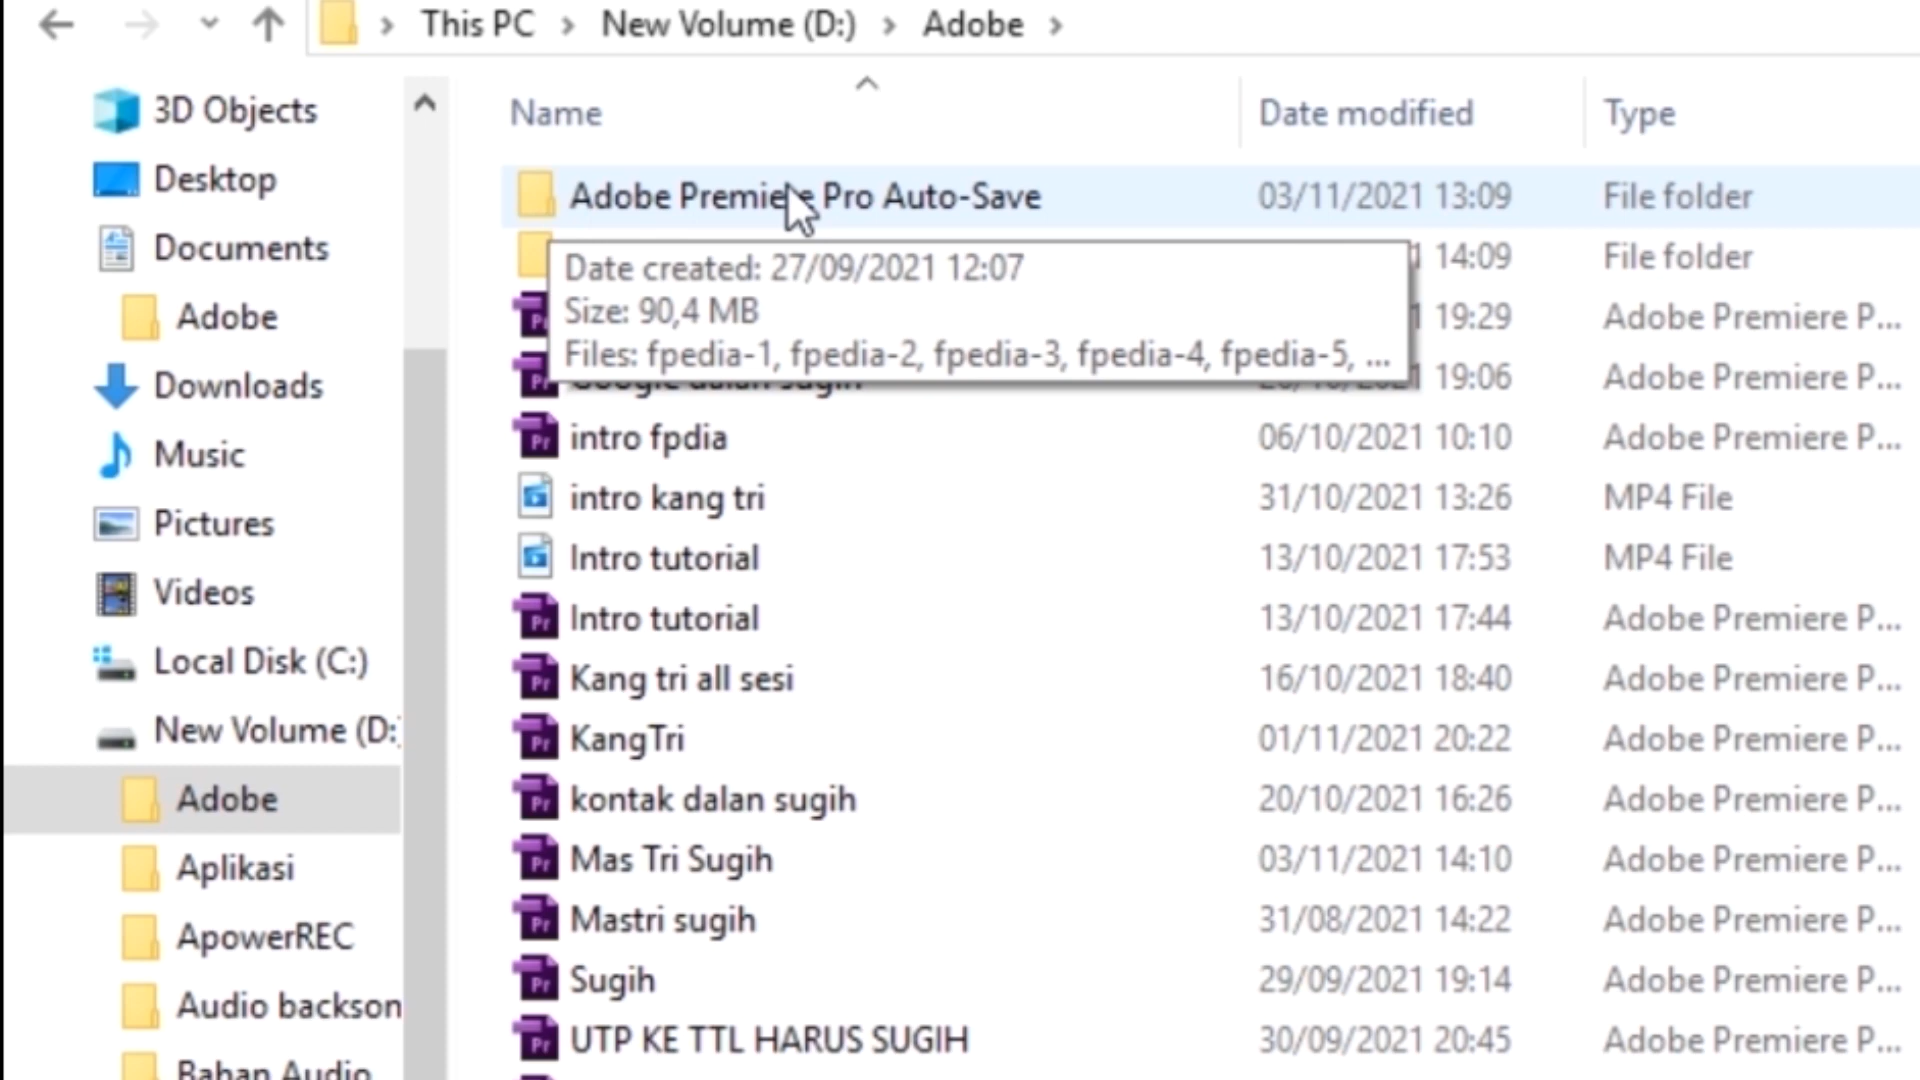 This PC > New Volume (D:) > Adobe >
3D Objects
Desktop
Documents
Adobe
Downloads
Music
Pictures
Videos
Local Disk (C:)
New Volume (D:
Adobe
Aplikasi
ApowerREC
Audio backson
Bahan Audio
Name Date modified Type
Adobe Premiere Pro Auto-Save 03/11/2021 13:09 File folder
14:09 File folder
Date created: 27/09/2021 12:07
Size: 90,4 MB
Files: fpedia-1, fpedia-2, fpedia-3, fpedia-4, fpedia-5, ...
19:29 Adobe Premiere P...
Google dalan sugih 19:06 Adobe Premiere P...
intro fpdia 06/10/2021 10:10 Adobe Premiere P...
intro kang tri 31/10/2021 13:26 MP4 File
Intro tutorial 13/10/2021 17:53 MP4 File
Intro tutorial 13/10/2021 17:44 Adobe Premiere P...
Kang tri all sesi 16/10/2021 18:40 Adobe Premiere P...
KangTri 01/11/2021 20:22 Adobe Premiere P...
kontak dalan sugih 20/10/2021 16:26 Adobe Premiere P...
Mas Tri Sugih 03/11/2021 14:10 Adobe Premiere P...
Mastri sugih 31/08/2021 14:22 Adobe Premiere P...
Sugih 29/09/2021 19:14 Adobe Premiere P...
UTP KE TTL HARUS SUGIH 30/09/2021 20:45 Adobe Premiere P...